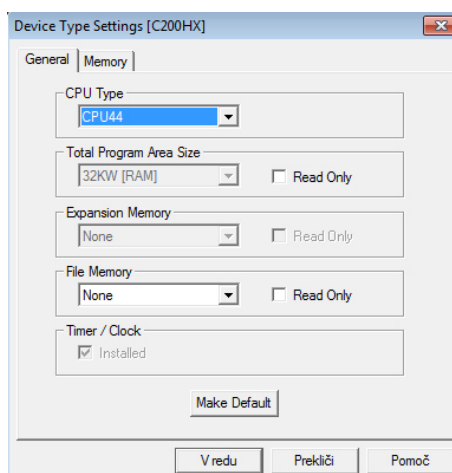 Device Type Settings [C200HX]
General Memory
CPU Type
CPU44
Total Program Area Size
32KW [RAM] Read Only
Expansion Memory
None Read Only
File Memory
None Read Only
Timer / Clock
Installed
Make Default
V redu Prekliči Pomoč